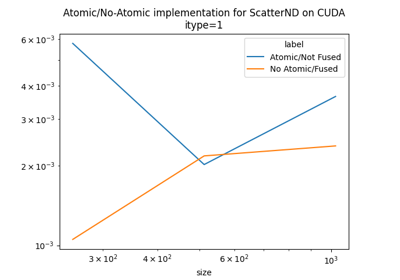 Atomic/No-Atomic implementation for ScatterND on CUDA
itype=1
label
Atomic/Not Fused
No Atomic/Fused
6 × 10⁻³
4 × 10⁻³
3 × 10⁻³
2 × 10⁻³
10⁻³
3 × 10² 4 × 10² 6 × 10² 10³
size